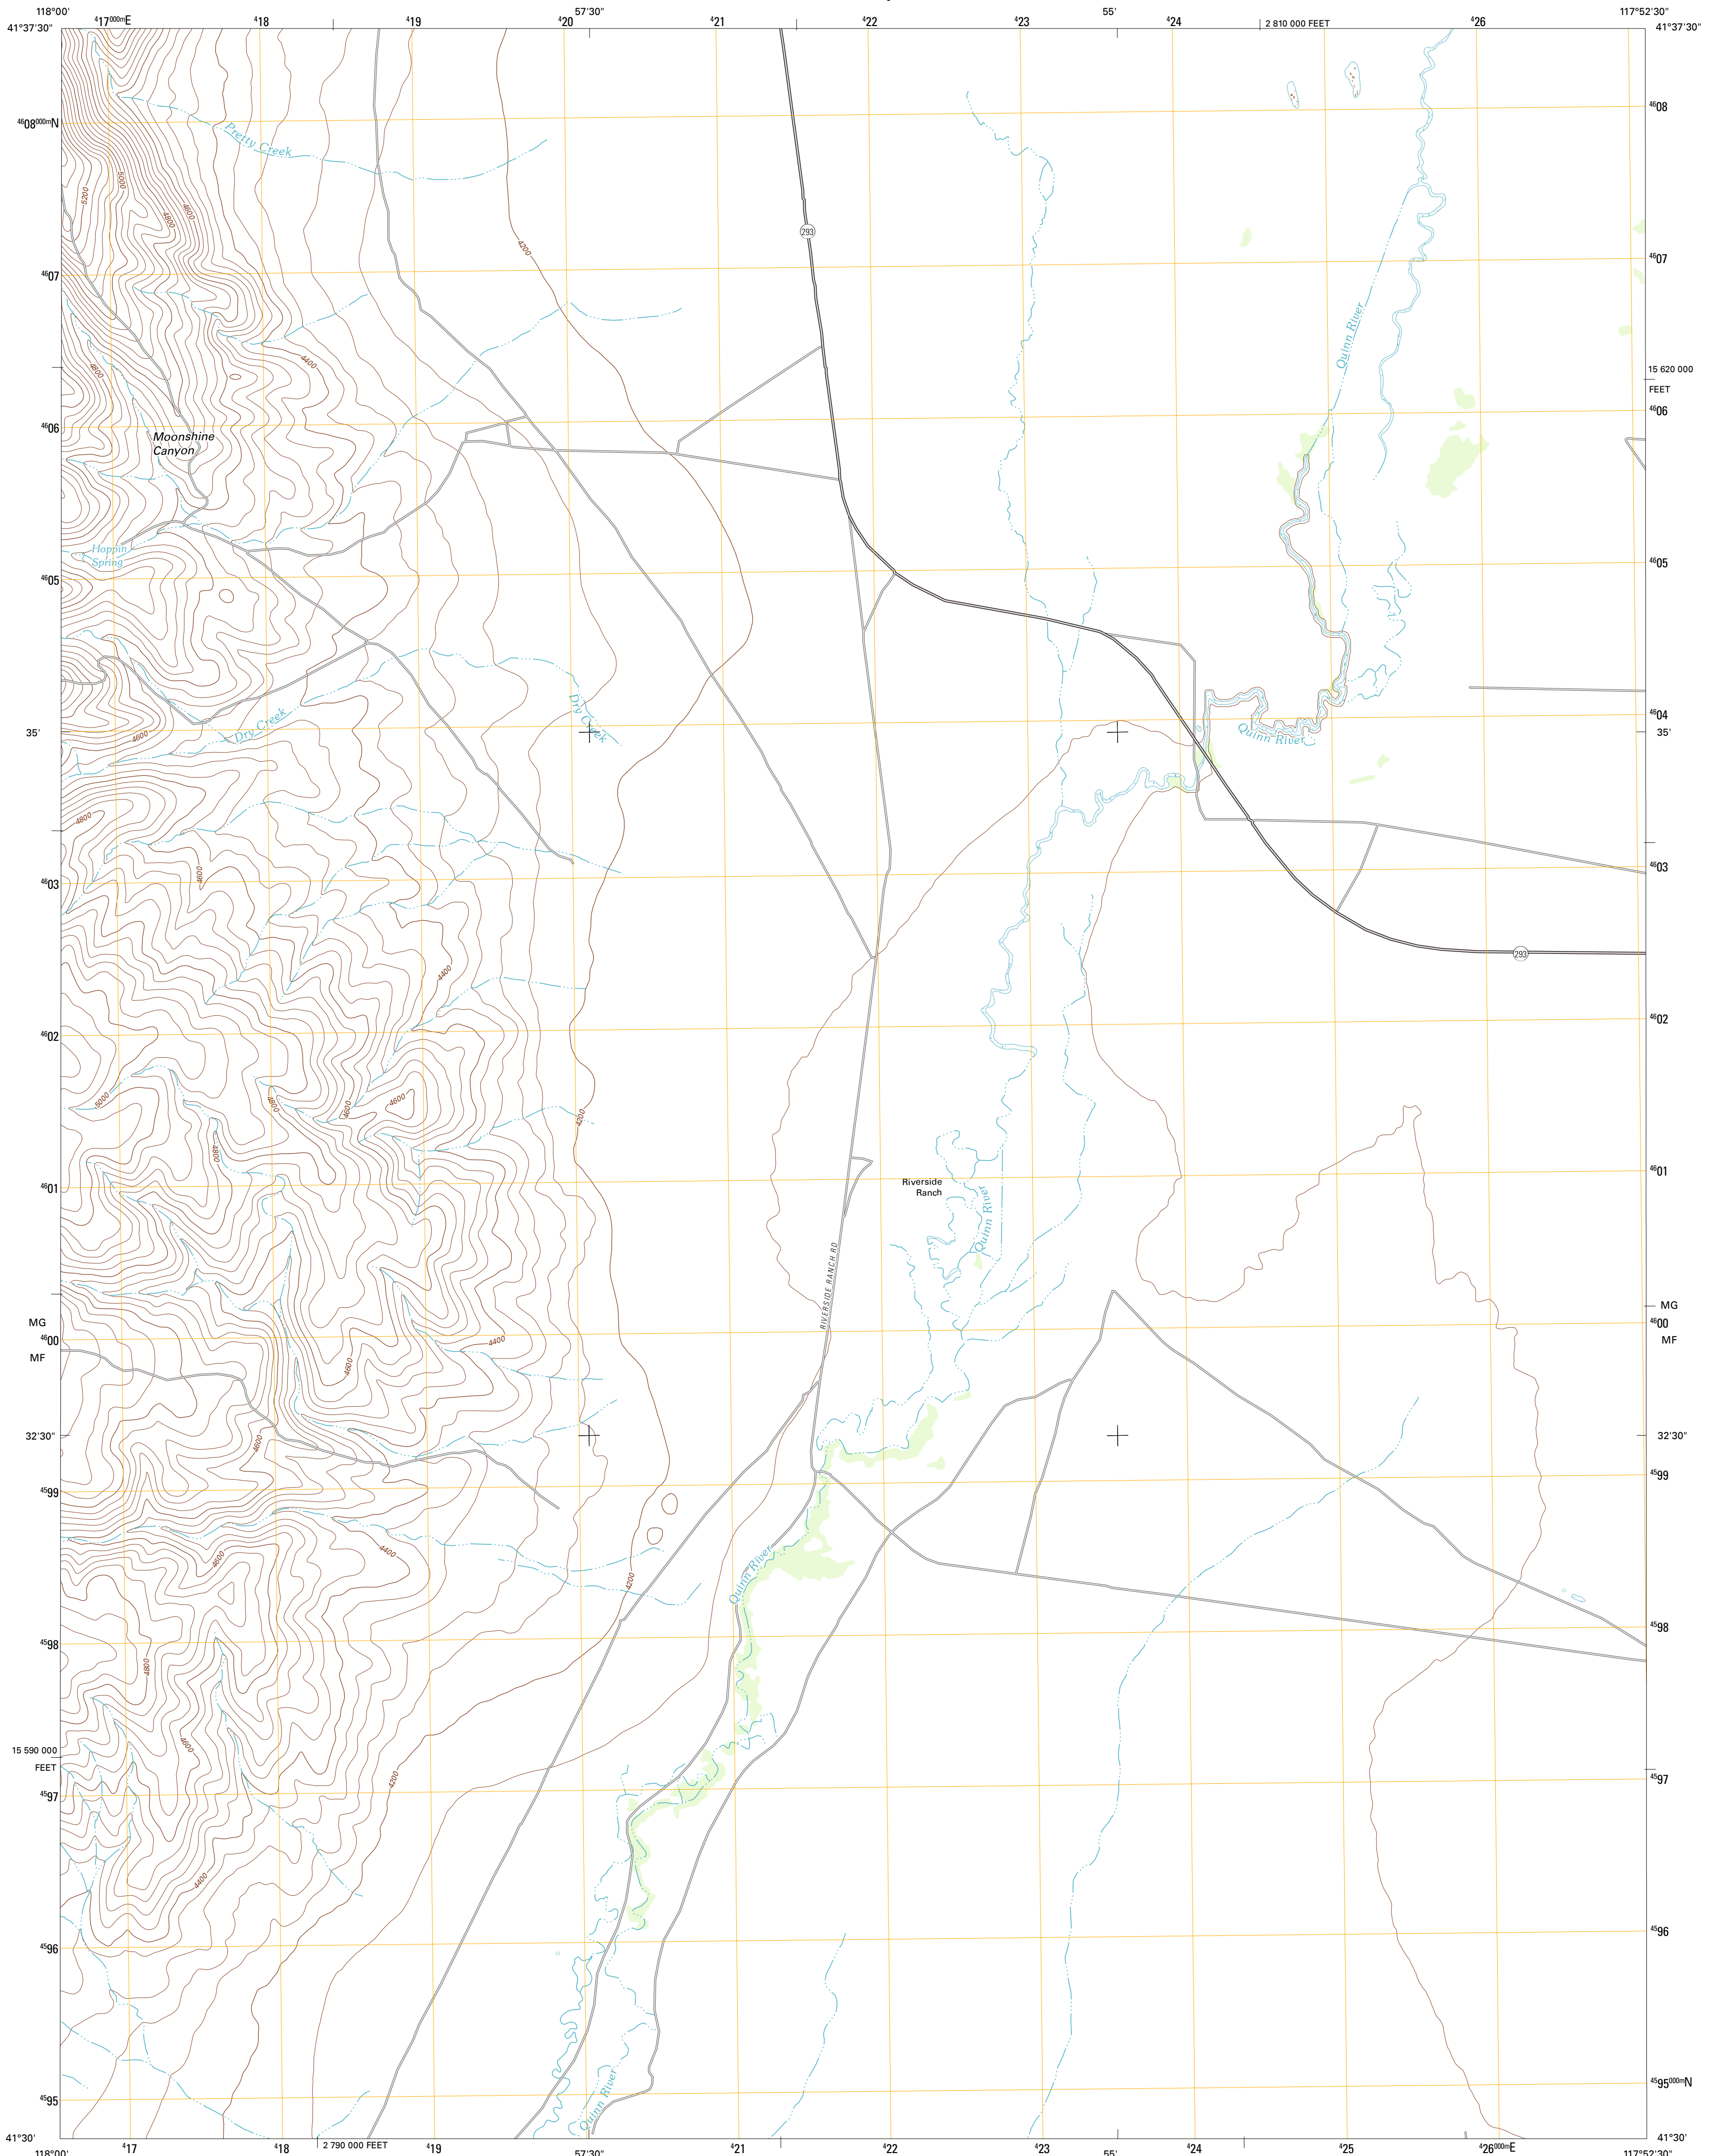 118°00'
⁴17⁰⁰⁰ᵐE
⁴18
⁴19
⁴20
57'30"
⁴21
⁴22
⁴23
55'
⁴24
2 810 000 FEET
⁴26
117°52'30"
41°37'30"
41°37'30"
⁴⁶08⁰⁰⁰ᵐN
⁴⁶08
Pretty Creek
5200
5000
4800
4600
4200
293
⁴⁶07
⁴⁶07
Quinn River
4400
4800
15 620 000
FEET
⁴⁶06
⁴⁶06
Moonshine
Canyon
Hoppin
Spring
⁴⁶05
⁴⁶05
Dry Creek
Dry Creek
4600
⁴⁶04
35'
35'
Quinn River
4800
4600
⁴⁶03
⁴⁶03
293
4400
⁴⁶02
⁴⁶02
5000
4800
4600
4600
4200
4800
⁴⁶01
⁴⁶01
Riverside
Ranch
Quinn River
RIVERSIDE RANCH RD
MG
⁴⁶00
MF
MG
⁴⁶00
MF
4400
4600
32'30"
32'30"
4600
⁴⁵99
⁴⁵99
4400
4600
4200
Quinn River
⁴⁵98
⁴⁵98
4800
4600
15 590 000
FEET
4200
⁴⁵97
⁴⁵97
4400
⁴⁵96
⁴⁵96
⁴⁵95
⁴⁵95⁰⁰⁰ᵐN
Quinn River
41°30'
41°30'
118°00'
⁴17
⁴18
2 790 000 FEET
⁴19
57'30"
⁴21
⁴22
⁴23
55'
⁴24
⁴25
⁴26⁰⁰⁰ᵐE
117°52'30"